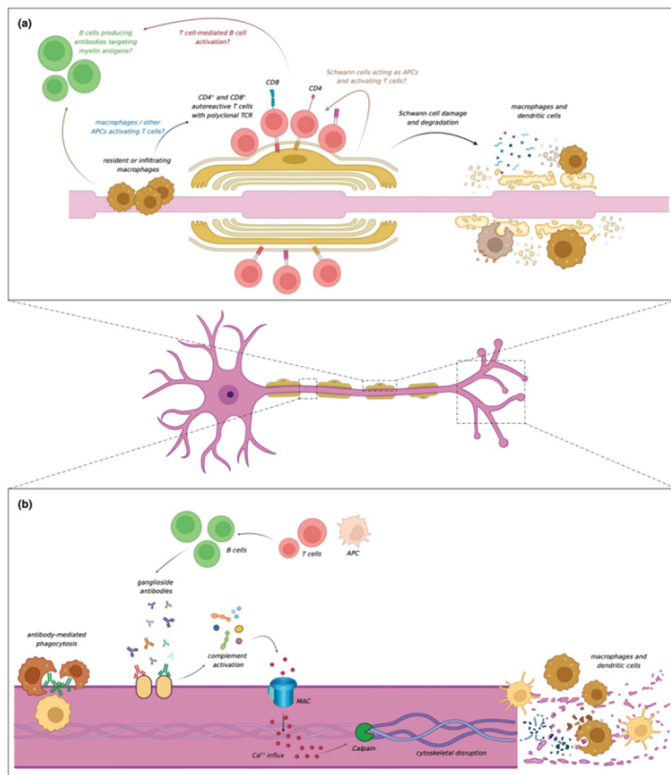 (a)
B cells producing
antibodies targeting
myelin antigens?
T cell-mediated B cell
activation?
CD8
CD4
Schwann cells acting as APCs
and activating T cells?
CD4⁺ and CD8⁺
autoreactive T cells
with polyclonal TCR
macrophages / other
APCs activating T cells?
resident or infiltrating
macrophages
Schwann cell damage
and degradation
macrophages and
dendritic cells
(b)
B cells
T cells
APC
ganglioside
antibodies
antibody-mediated
phagocytosis
complement
activation
MAC
macrophages and
dendritic cells
Ca²⁺ influx
Calpain
cytoskeletal disruption